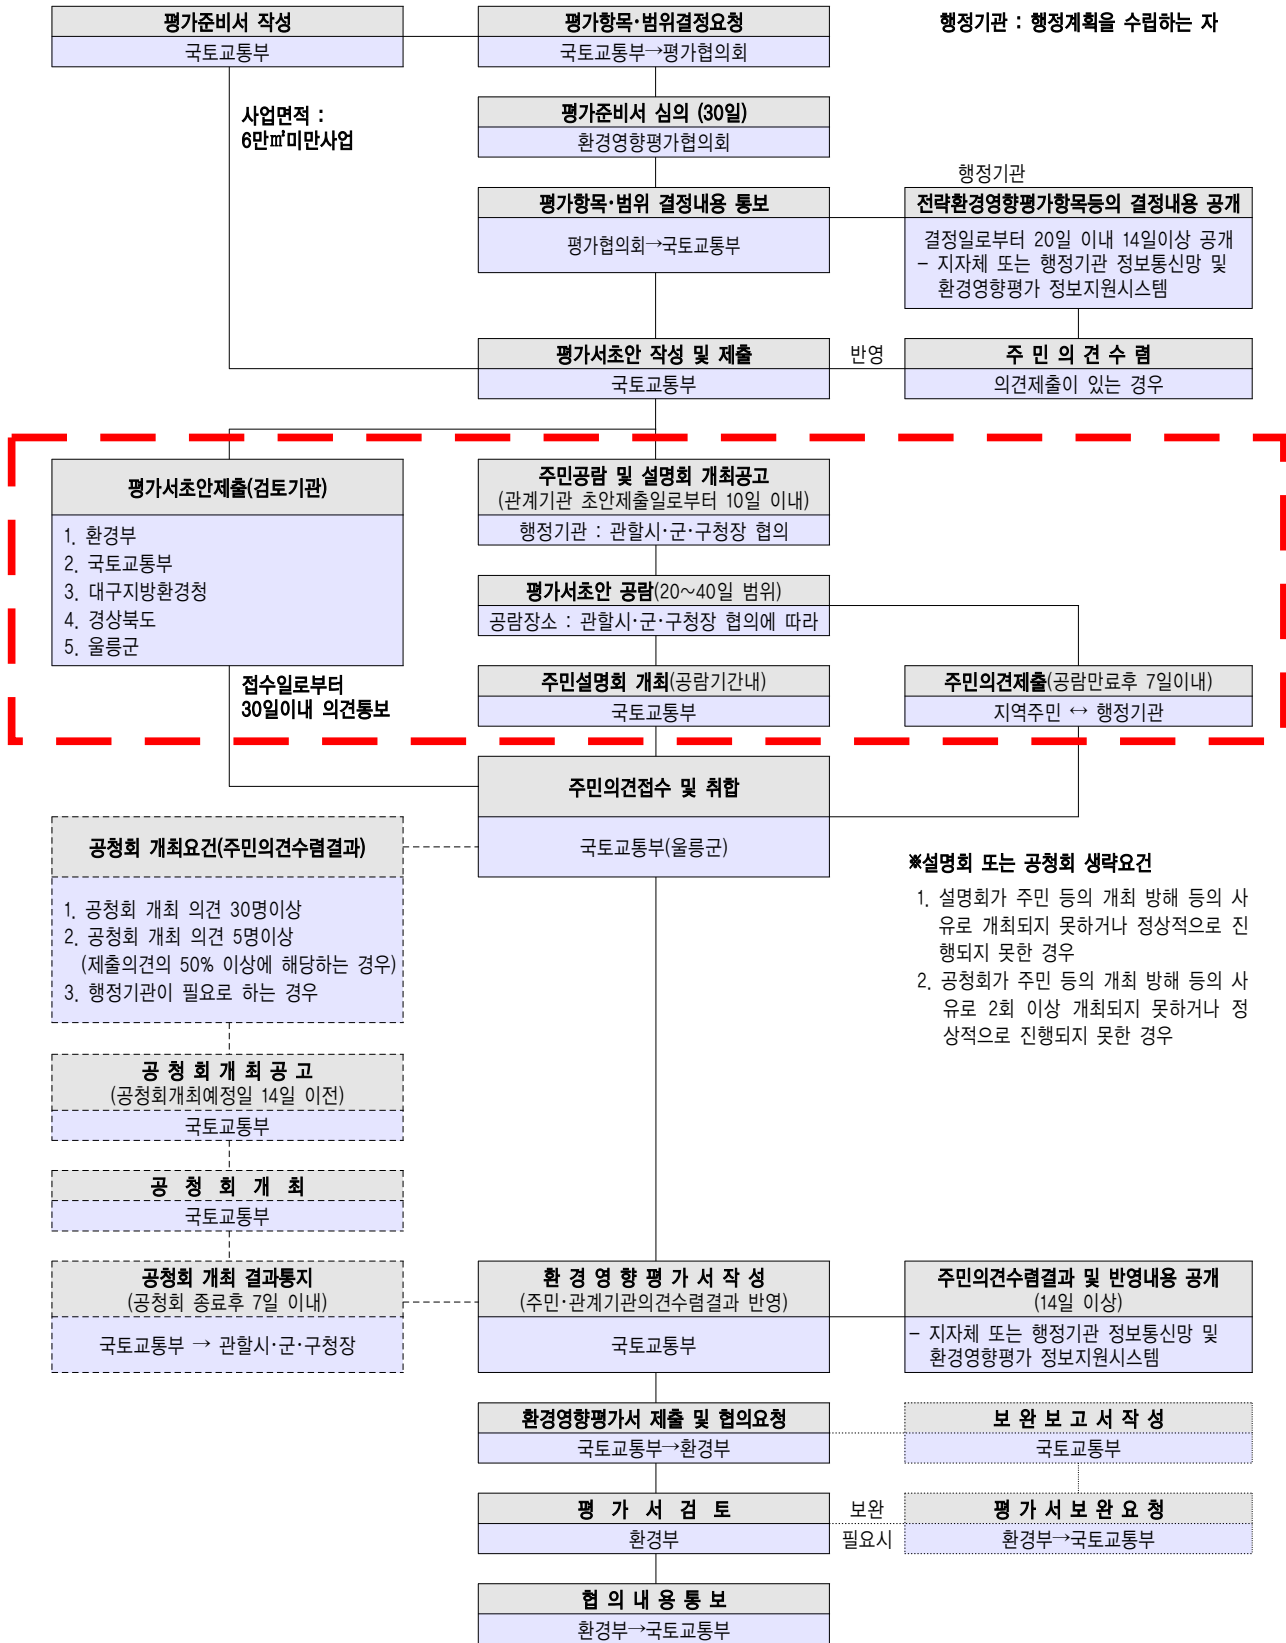 평가준비서 작성
국토교통부
평가항목·범위결정요청
국토교통부→평가협의회
행정기관 : 행정계획을 수립하는 자
사업면적 :
6만㎡미만사업
평가준비서 심의 (30일)
환경영향평가협의회
평가항목·범위 결정내용 통보
평가협의회→국토교통부
행정기관
전략환경영향평가항목등의 결정내용 공개
결정일로부터 20일 이내 14일이상 공개
- 지자체 또는 행정기관 정보통신망 및
환경영향평가 정보지원시스템
평가서초안 작성 및 제출
국토교통부
반영
주 민 의 견 수 렴
의견제출이 있는 경우
평가서초안제출(검토기관)
1. 환경부
2. 국토교통부
3. 대구지방환경청
4. 경상북도
5. 울릉군
주민공람 및 설명회 개최공고
(관계기관 초안제출일로부터 10일 이내)
행정기관 : 관할시·군·구청장 협의
평가서초안 공람(20~40일 범위)
공람장소 : 관할시·군·구청장 협의에 따라
접수일로부터
30일이내 의견통보
주민설명회 개최(공람기간내)
국토교통부
주민의견제출(공람만료후 7일이내)
지역주민 ↔ 행정기관
주민의견접수 및 취합
국토교통부(울릉군)
공청회 개최요건(주민의견수렴결과)
1. 공청회 개최 의견 30명이상
2. 공청회 개최 의견 5명이상
(제출의견의 50% 이상에 해당하는 경우)
3. 행정기관이 필요로 하는 경우
※설명회 또는 공청회 생략요건
1. 설명회가 주민 등의 개최 방해 등의 사
유로 개최되지 못하거나 정상적으로 진
행되지 못한 경우
2. 공청회가 주민 등의 개최 방해 등의 사
유로 2회 이상 개최되지 못하거나 정
상적으로 진행되지 못한 경우
공 청 회 개 최 공 고
(공청회개최예정일 14일 이전)
국토교통부
공 청 회 개 최
국토교통부
공청회 개최 결과통지
(공청회 종료후 7일 이내)
국토교통부 → 관할시·군·구청장
환 경 영 향 평 가 서 작 성
(주민·관계기관의견수렴결과 반영)
국토교통부
주민의견수렴결과 및 반영내용 공개
(14일 이상)
- 지자체 또는 행정기관 정보통신망 및
환경영향평가 정보지원시스템
환경영향평가서 제출 및 협의요청
국토교통부→환경부
보 완 보 고 서 작 성
국토교통부
평 가 서 검 토
환경부
보완
필요시
평 가 서 보 완 요 청
환경부→국토교통부
협 의 내 용 통 보
환경부→국토교통부